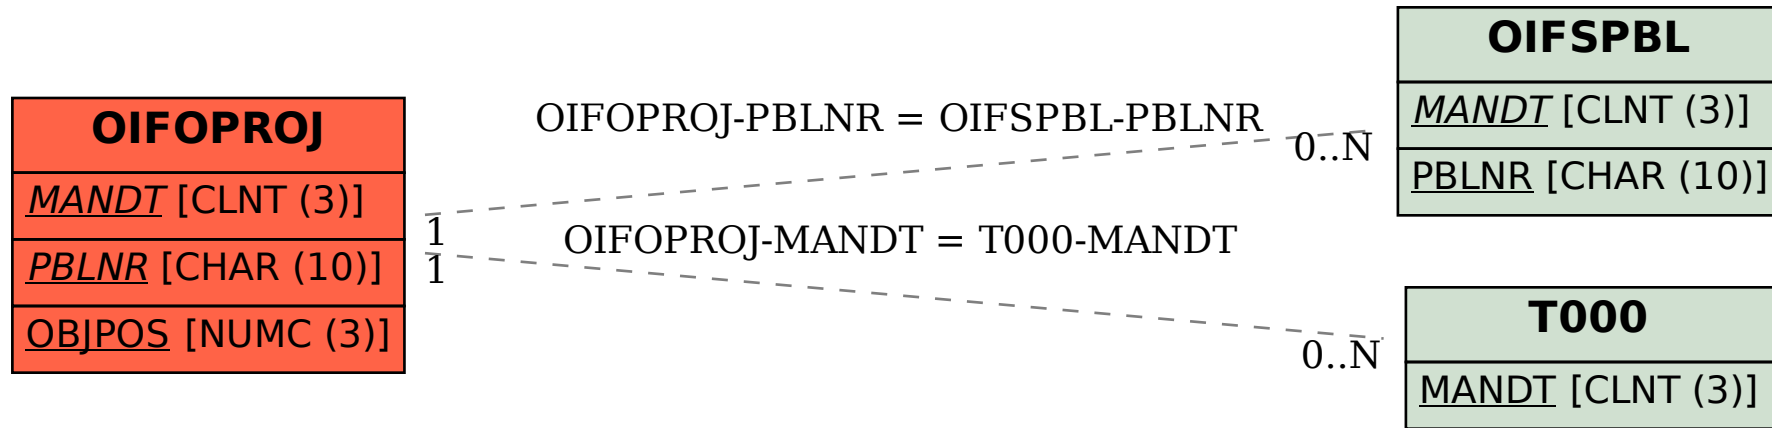 OIFOPROJ
MANDT [CLNT (3)]
PBLNR [CHAR (10)]
OBJPOS [NUMC (3)]
OIFOPROJ-PBLNR = OIFSPBL-PBLNR
0..N
1
OIFOPROJ-MANDT = T000-MANDT
1
0..N
OIFSPBL
MANDT [CLNT (3)]
PBLNR [CHAR (10)]
T000
MANDT [CLNT (3)]